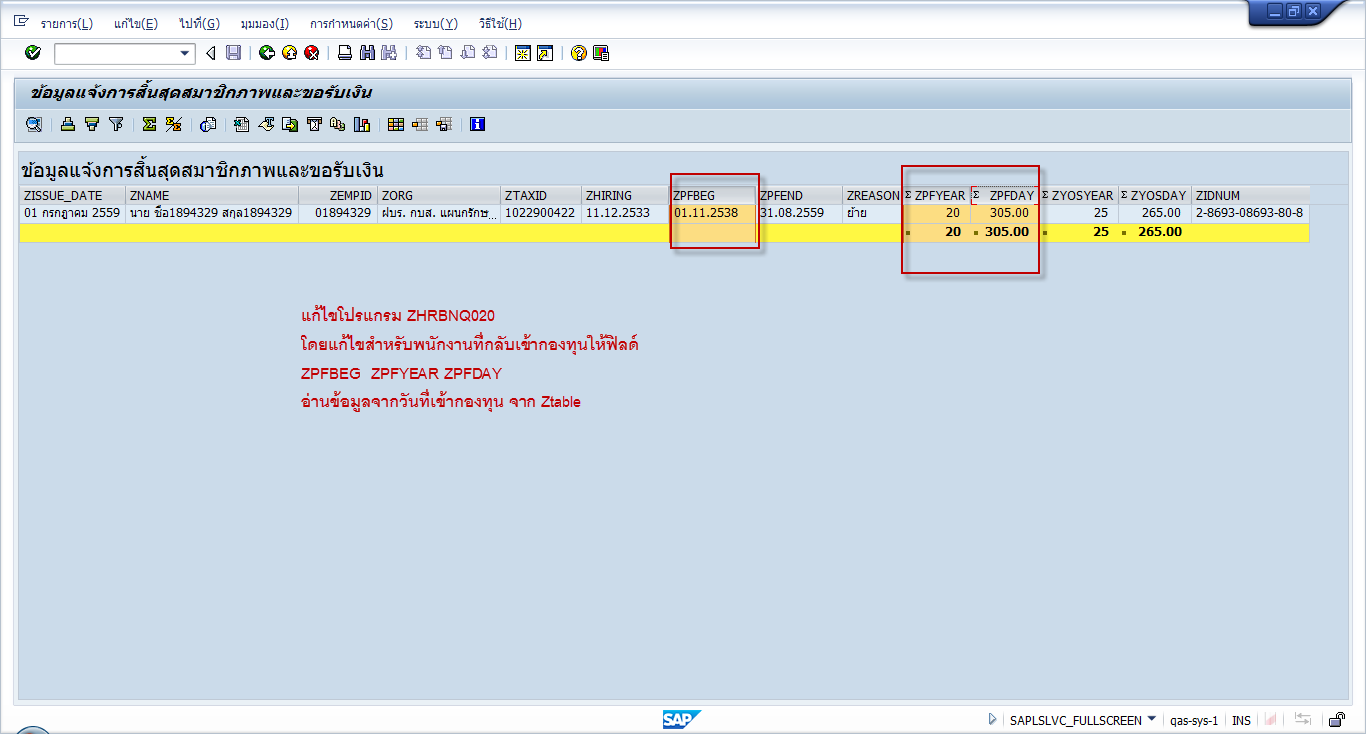 รายการ(L) แก้ไข(E) ไปที่(G) มุมมอง(I) การกำหนดค่า(S) ระบบ(Y) วิธีใช้(H)
ข้อมูลแจ้งการสิ้นสุดสมาชิกภาพและขอรับเงิน
ข้อมูลแจ้งการสิ้นสุดสมาชิกภาพและขอรับเงิน
ZISSUE_DATE ZNAME ZEMPID ZORG ZTAXID ZHIRING ZPFBEG ZPFEND ZREASON Σ ZPFYEAR Σ ZPFDAY Σ ZYOSYEAR Σ ZYOSDAY ZIDNUM
01 กรกฎาคม 2559 นาย ชื่อ1894329 สกุล1894329 01894329 ฝบร. กบส. แผนกรักษ... 1022900422 11.12.2533 01.11.2538 31.08.2559 ย้าย 20 305.00 25 265.00 2-8693-08693-80-8
20 305.00 25 265.00
แก้ไขโปรแกรม ZHRBNQ020
โดยแก้ไขสำหรับพนักงานที่กลับเข้ากองทุนให้ฟิลด์
ZPFBEG ZPFYEAR ZPFDAY
อ่านข้อมูลจากวันที่เข้ากองทุน จาก Ztable
SAP SAPLSLVC_FULLSCREEN qas-sys-1 INS